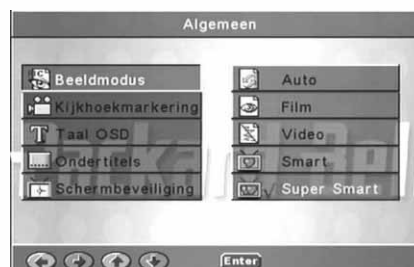 Algemeen
Beeldmodus
Kijkhoekmarkering
Taal OSD
Ondertitels
Schermbeveiliging
Auto
Film
Video
Smart
Super Smart
Enter